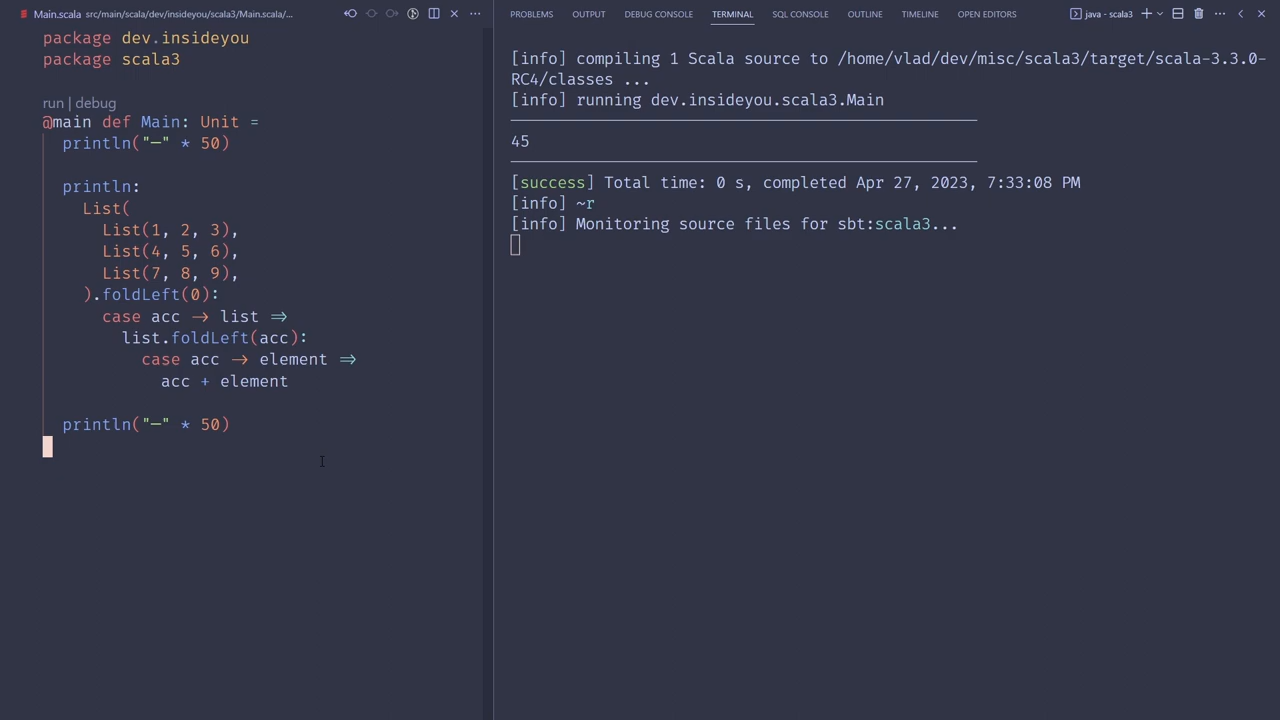 Main.scala src/main/scala/dev/insideyou/scala3/Main.scala/...
package dev.insideyou
package scala3
run | debug
@main def Main: Unit =
  println("─" * 50)
  println:
    List(
      List(1, 2, 3),
      List(4, 5, 6),
      List(7, 8, 9),
    ).foldLeft(0):
      case acc -> list =>
        list.foldLeft(acc):
          case acc -> element =>
            acc + element
  println("─" * 50)
PROBLEMS OUTPUT DEBUG CONSOLE TERMINAL SQL CONSOLE OUTLINE TIMELINE OPEN EDITORS java - scala3
[info] compiling 1 Scala source to /home/vlad/dev/misc/scala3/target/scala-3.3.0-
RC4/classes ...
[info] running dev.insideyou.scala3.Main
45
[success] Total time: 0 s, completed Apr 27, 2023, 7:33:08 PM
[info] ~r
[info] Monitoring source files for sbt:scala3...